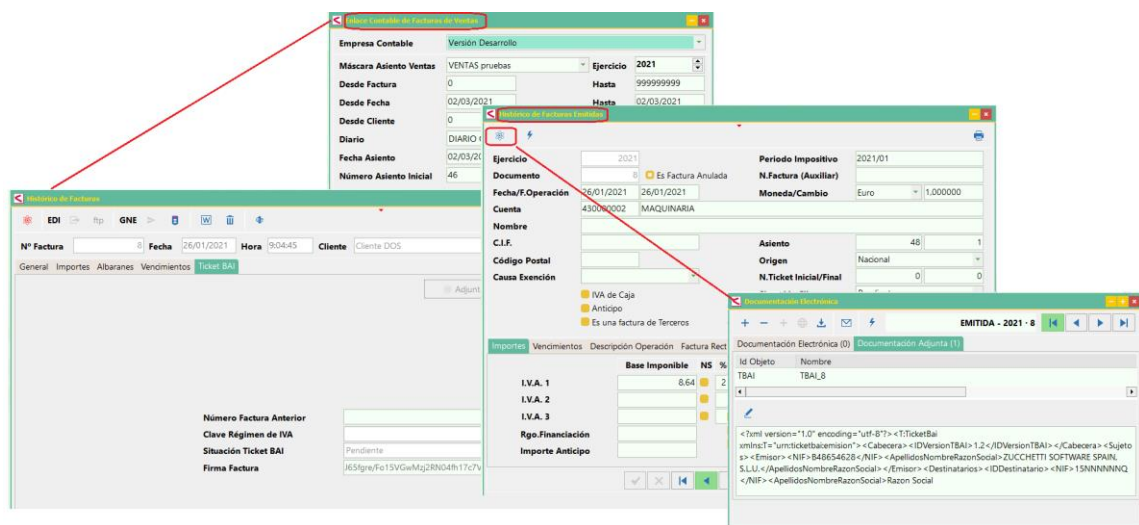 Enlace Contable de Facturas de Ventas
Empresa Contable Versión Desarrollo
Máscara Asiento Ventas VENTAS pruebas Ejercicio 2021
Desde Factura 0 Hasta 999999999
Desde Fecha 02/03/2021 Hasta 02/03/2021
Desde Cliente 0
Diario DIARIO
Fecha Asiento 02/03/20
Número Asiento Inicial 46
Histórico de Facturas
EDI ftp GNE
Nº Factura 8 Fecha 26/01/2021 Hora 9:04:45 Cliente Cliente DOS
General Importes Albaranes Vencimientos Ticket BAI
Adjunt
Número Factura Anterior
Clave Régimen de IVA
Situación Ticket BAI Pendiente
Firma Factura J65fgre/Fo15VGwMzj2RN04fh17c7V
Histórico de Facturas Emitidas
Ejercicio 2021 Periodo Impositivo 2021/01
Documento 8 Es Factura Anulada N.Factura (Auxiliar)
Fecha/F.Operación 26/01/2021 26/01/2021 Moneda/Cambio Euro 1,000000
Cuenta 430000002 MAQUINARIA
Nombre
C.I.F. Asiento 48 1
Código Postal Origen Nacional
Causa Exención N.Ticket Inicial/Final 0 0
IVA de Caja
Anticipo
Es una factura de Terceros
Importes Vencimientos Descripción Operación Factura Rect
Base Imponible NS %
I.V.A. 1 8.64 2
I.V.A. 2
I.V.A. 3
Rgo.Financiación
Importe Anticipo
Documentación Electrónica
EMITIDA - 2021 - 8
Documentación Electrónica (0) Documentación Adjunta (1)
Id Objeto Nombre
TBAI TBAI_8
<?xml version="1.0" encoding="utf-8"?><T:TicketBai
xmlns:T="urn:ticketbai:emision"><Cabecera><IDVersionTBAI>1.2</IDVersionTBAI></Cabecera><Sujeto
s><Emisor><NIF>B48654628</NIF><ApellidosNombreRazonSocial>ZUCCHETTI SOFTWARE SPAIN,
S.L.U.</ApellidosNombreRazonSocial></Emisor><Destinatarios><IDDestinatario><NIF>15NNNNNNQ
</NIF><ApellidosNombreRazonSocial>Razon Social